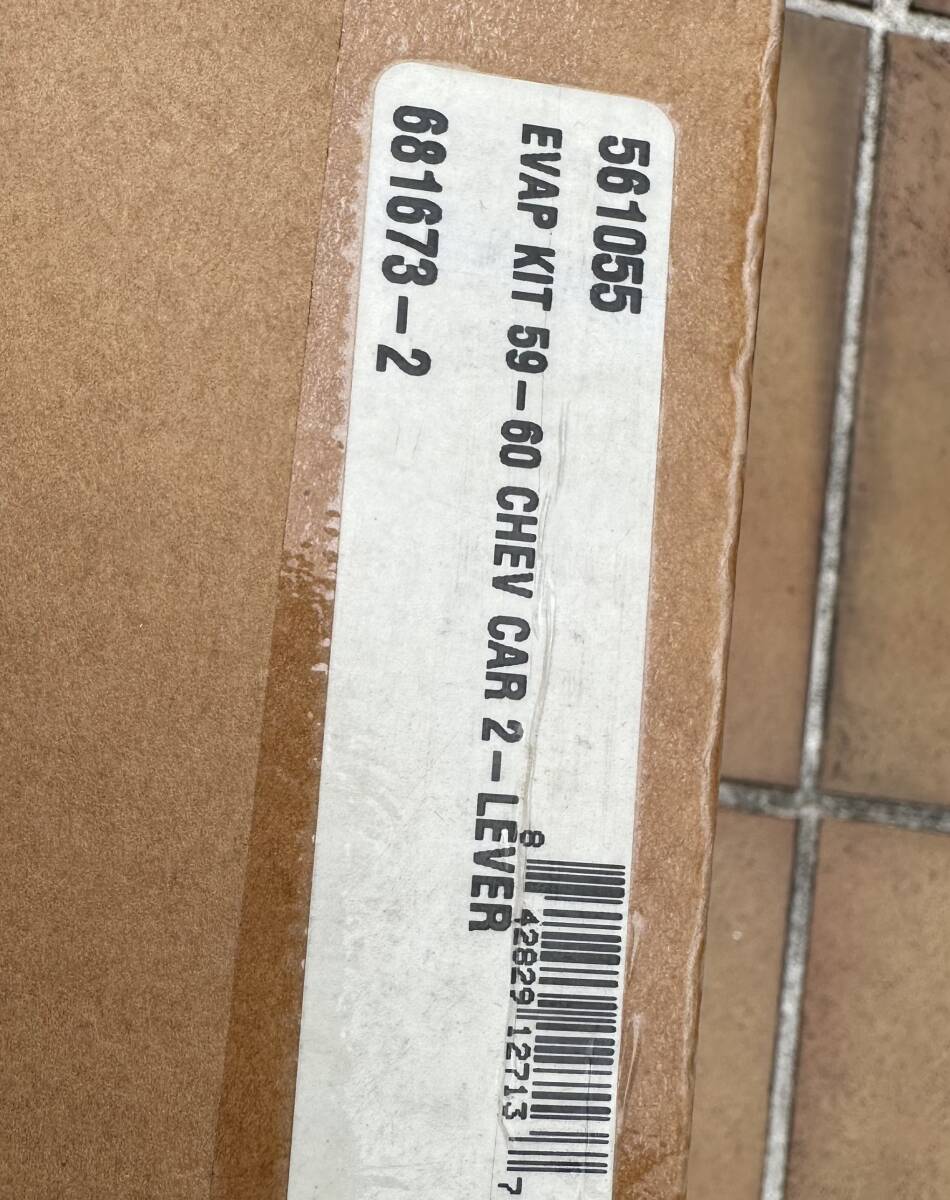 561055
EVAP KIT 59-60 CHEV CAR 2-LEVER
681673-2
8 42829 12713 7